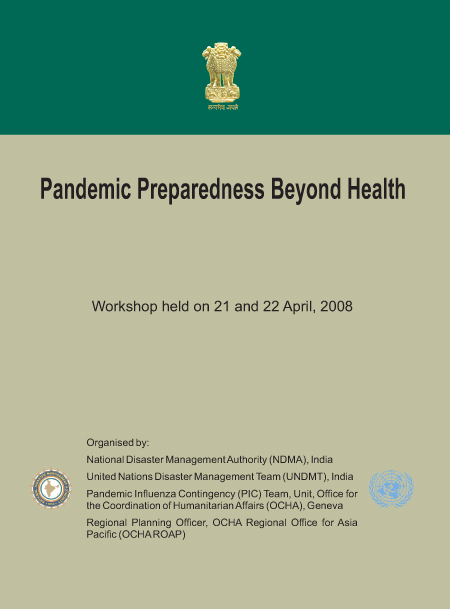 सत्यमेव जयते
Pandemic Preparedness Beyond Health
Workshop held on 21 and 22 April, 2008
Organised by:
National Disaster Management Authority (NDMA), India
United Nations Disaster Management Team (UNDMT), India
Pandemic Influenza Contingency (PIC) Team, Unit, Office for
the Coordination of Humanitarian Affairs (OCHA), Geneva
Regional Planning Officer, OCHA Regional Office for Asia
Pacific (OCHA ROAP)